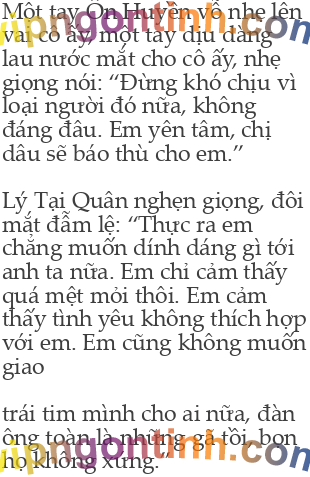 Một tay Ôn Huyền vỗ nhẹ lên
vai cô ấy, một tay dịu dàng
lau nước mắt cho cô ấy, nhẹ
giọng nói: “Đừng khó chịu vì
loại người đó nữa, không
đáng đâu. Em yên tâm, chị
dâu sẽ báo thù cho em.”
Lý Tại Quân nghẹn giọng, đôi
mắt đẫm lệ: “Thực ra em
chẳng muốn dính dáng gì tới
anh ta nữa. Em chỉ cảm thấy
quá mệt mỏi thôi. Em cảm
thấy tình yêu không thích hợp
với em. Em cũng không muốn
giao
trái tim mình cho ai nữa, đàn
ông toàn là những gã tồi, bọn
họ không xứng.
upngontinh.com
upngontinh.com